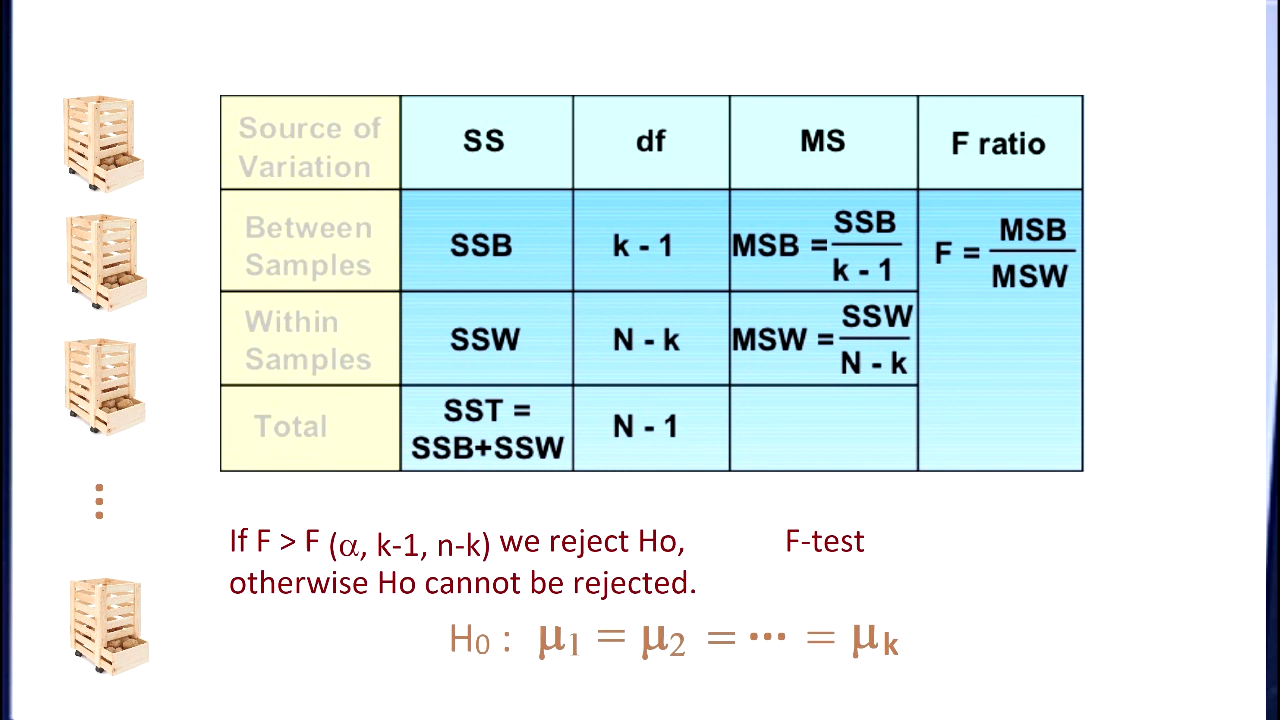 Source of Variation SS df MS F ratio
Between Samples SSB k - 1 MSB = SSB / k - 1 F = MSB / MSW
Within Samples SSW N - k MSW = SSW / N - k
Total SST = SSB+SSW N - 1
If F > F (α, k-1, n-k) we reject Ho, F-test
otherwise Ho cannot be rejected.
H₀ : μ₁ = μ₂ = ··· = μₖ